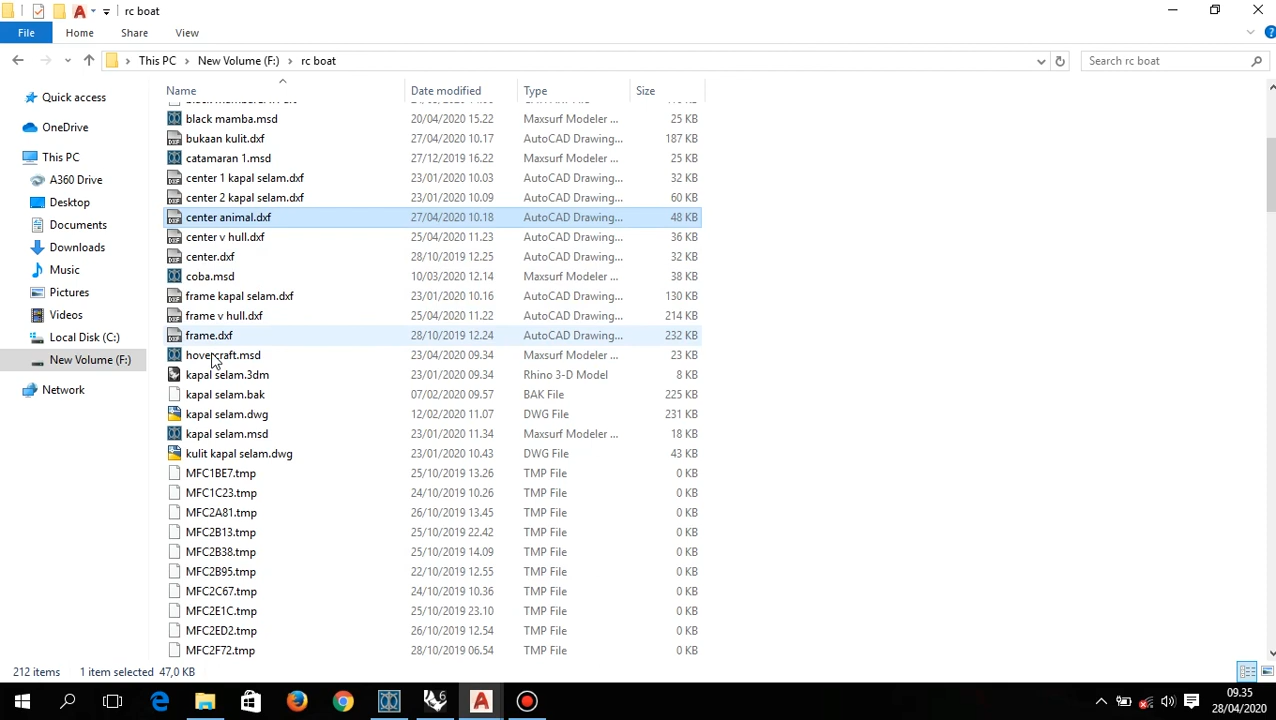 rc boat
File Home Share View
This PC New Volume (F:) rc boat Search rc boat
Name Date modified Type Size
Quick access
OneDrive
This PC
A360 Drive
Desktop
Documents
Downloads
Music
Pictures
Videos
Local Disk (C:)
New Volume (F:)
Network
black mamba.msd 20/04/2020 15.22 Maxsurf Modeler ... 25 KB
bukaan kulit.dxf 27/04/2020 10.17 AutoCAD Drawing... 187 KB
catamaran 1.msd 27/12/2019 16.22 Maxsurf Modeler ... 25 KB
center 1 kapal selam.dxf 23/01/2020 10.03 AutoCAD Drawing... 32 KB
center 2 kapal selam.dxf 23/01/2020 10.09 AutoCAD Drawing... 60 KB
center animal.dxf 27/04/2020 10.18 AutoCAD Drawing... 48 KB
center v hull.dxf 25/04/2020 11.23 AutoCAD Drawing... 36 KB
center.dxf 28/10/2019 12.25 AutoCAD Drawing... 32 KB
coba.msd 10/03/2020 12.14 Maxsurf Modeler ... 38 KB
frame kapal selam.dxf 23/01/2020 10.16 AutoCAD Drawing... 130 KB
frame v hull.dxf 25/04/2020 11.22 AutoCAD Drawing... 214 KB
frame.dxf 28/10/2019 12.24 AutoCAD Drawing... 232 KB
hovercraft.msd 23/04/2020 09.34 Maxsurf Modeler ... 23 KB
kapal selam.3dm 23/01/2020 09.34 Rhino 3-D Model 8 KB
kapal selam.bak 07/02/2020 09.57 BAK File 225 KB
kapal selam.dwg 12/02/2020 11.07 DWG File 231 KB
kapal selam.msd 23/01/2020 11.34 Maxsurf Modeler ... 18 KB
kulit kapal selam.dwg 23/01/2020 10.43 DWG File 43 KB
MFC1BE7.tmp 25/10/2019 13.26 TMP File 0 KB
MFC1C23.tmp 24/10/2019 10.26 TMP File 0 KB
MFC2A81.tmp 26/10/2019 13.45 TMP File 0 KB
MFC2B13.tmp 25/10/2019 22.42 TMP File 0 KB
MFC2B38.tmp 25/10/2019 14.09 TMP File 0 KB
MFC2B95.tmp 22/10/2019 12.55 TMP File 0 KB
MFC2C67.tmp 24/10/2019 10.36 TMP File 0 KB
MFC2E1C.tmp 25/10/2019 23.10 TMP File 0 KB
MFC2ED2.tmp 26/10/2019 12.54 TMP File 0 KB
MFC2F72.tmp 28/10/2019 06.54 TMP File 0 KB
212 items 1 item selected 47,0 KB
09.35
28/04/2020